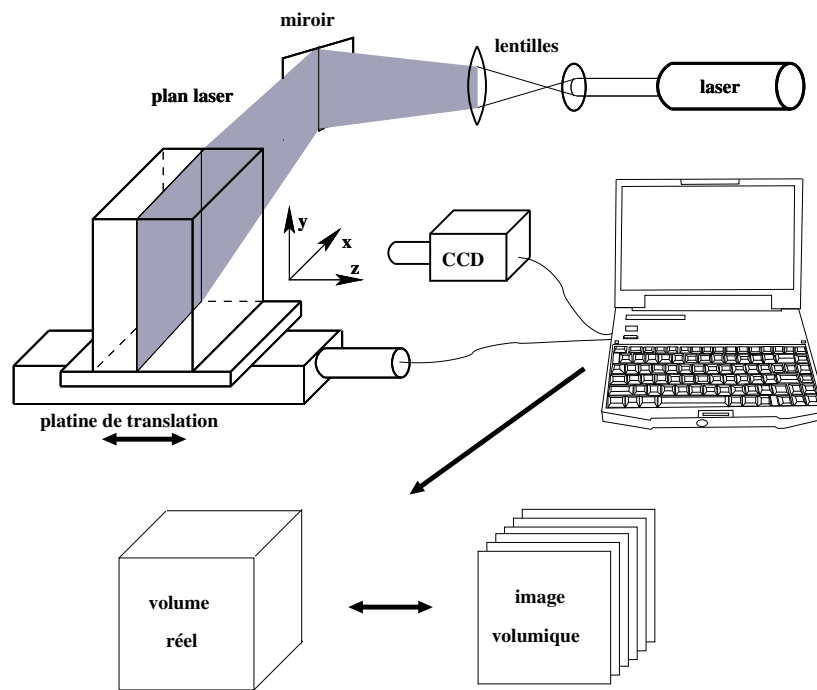 miroir
lentilles
plan laser
laser
y
x
z
CCD
platine de translation
volume
réel
image
volumique